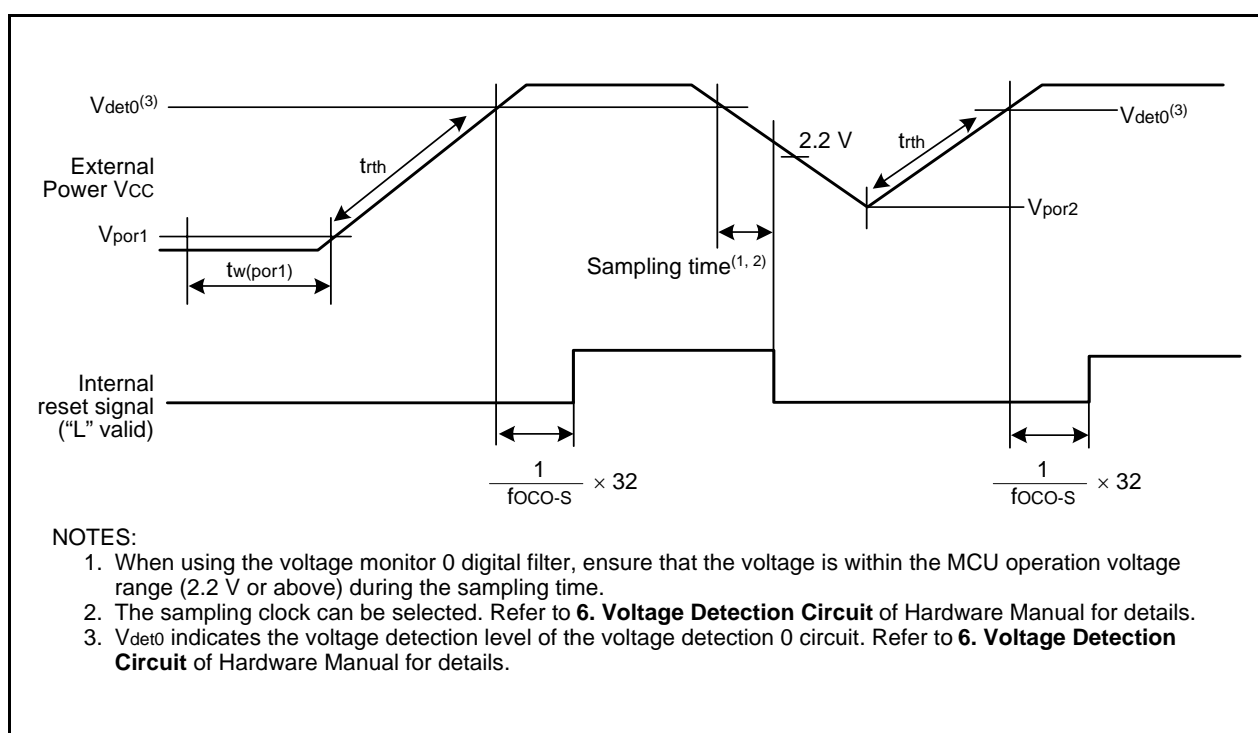 Vdet0(3)
External
Power VCC
Vpor1
tw(por1)
trth
Sampling time(1, 2)
2.2 V
trth
Vdet0(3)
Vpor2
Internal
reset signal
(“L” valid)
1
fOCO-S
× 32
1
fOCO-S
× 32
NOTES:
1. When using the voltage monitor 0 digital filter, ensure that the voltage is within the MCU operation voltage
range (2.2 V or above) during the sampling time.
2. The sampling clock can be selected. Refer to 6. Voltage Detection Circuit of Hardware Manual for details.
3. Vdet0 indicates the voltage detection level of the voltage detection 0 circuit. Refer to 6. Voltage Detection
Circuit of Hardware Manual for details.